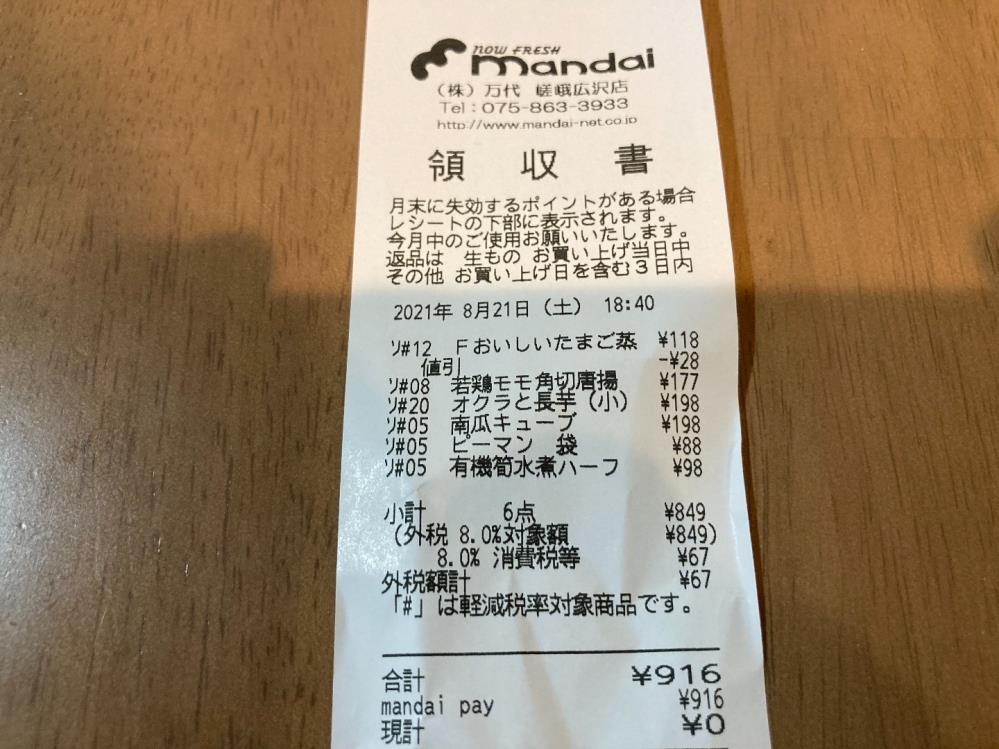 now FRESH
mandai
(株) 万代 嵯峨広沢店
Tel:075-863-3933
http://www.mandai-net.co.jp
領 収 書
月末に失効するポイントがある場合
レシートの下部に表示されます。
今月中のご使用お願いいたします。
返品は 生もの お買い上げ当日中
その他 お買い上げ日を含む3日内
2021年 8月21日(土) 18:40
ソ#12 Fおいしいたまご蒸 ¥118
値引 -¥28
ソ#08 若鶏モモ角切唐揚 ¥177
ソ#20 オクラと長芋(小) ¥198
ソ#05 南瓜キューブ ¥198
ソ#05 ピーマン 袋 ¥88
ソ#05 有機筍水煮ハーフ ¥98
小計 6点 ¥849
(外税 8.0%対象額 ¥849)
8.0% 消費税等 ¥67
外税額計 ¥67
「#」は軽減税率対象商品です。
合計 ¥916
mandai pay ¥916
現計 ¥0